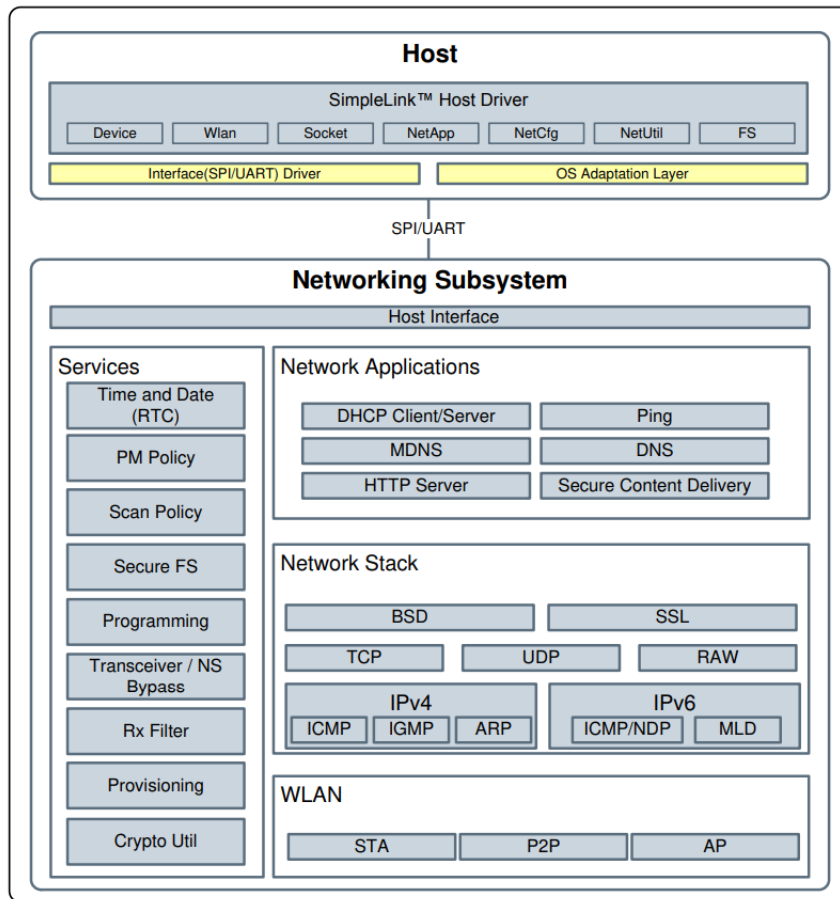 Host
SimpleLink™ Host Driver
Device
Wlan
Socket
NetApp
NetCfg
NetUtil
FS
Interface(SPI/UART) Driver
OS Adaptation Layer
SPI/UART
Networking Subsystem
Host Interface
Services
Time and Date
(RTC)
PM Policy
Scan Policy
Secure FS
Programming
Transceiver / NS
Bypass
Rx Filter
Provisioning
Crypto Util
Network Applications
DHCP Client/Server
Ping
MDNS
DNS
HTTP Server
Secure Content Delivery
Network Stack
BSD
SSL
TCP
UDP
RAW
IPv4
ICMP
IGMP
ARP
IPv6
ICMP/NDP
MLD
WLAN
STA
P2P
AP